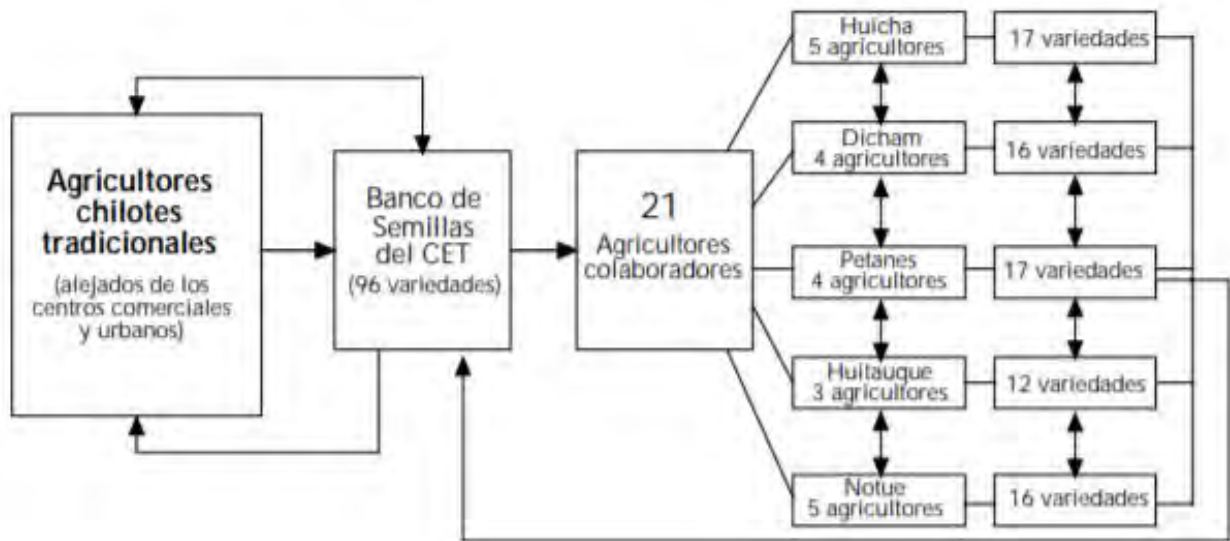 Agricultores
chilotes
tradicionales
(alejados de los
centros comerciales
y urbanos)
Banco de
Semillas
del CET
(96 variedades)
21
Agricultores
colaboradores
Huicha
5 agricultores
17 variedades
Dicham
4 agricultores
16 variedades
Petanes
4 agricultores
17 variedades
Huitauque
3 agricultores
12 variedades
Notue
5 agricultores
16 variedades